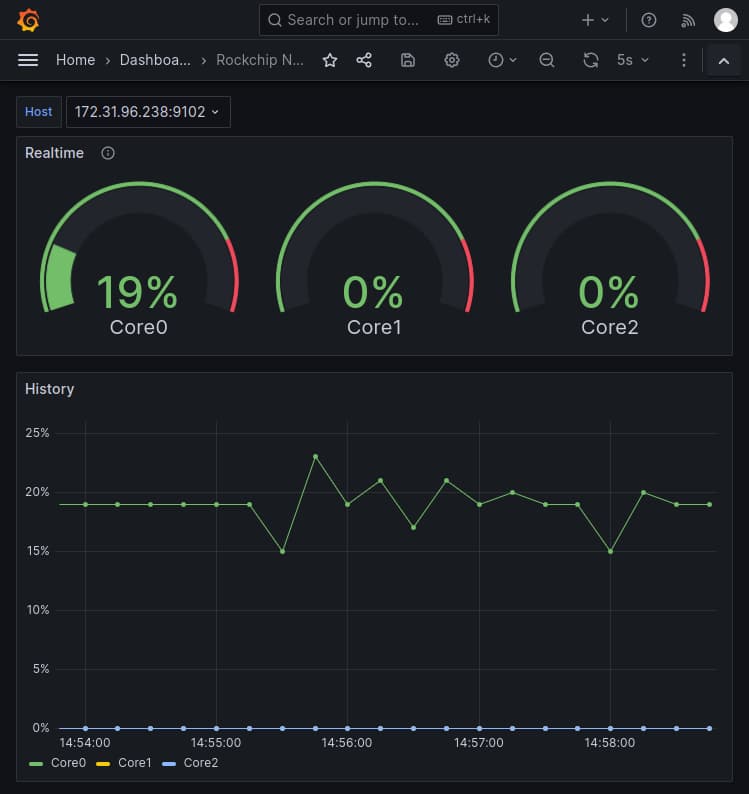 Search or jump to... ctrl+k
Home › Dashboa... › Rockchip N... 5s
Host 172.31.96.238:9102
Realtime
19% 0% 0%
Core0 Core1 Core2
History
25%
20%
15%
10%
5%
0%
14:54:00 14:55:00 14:56:00 14:57:00 14:58:00
Core0 Core1 Core2